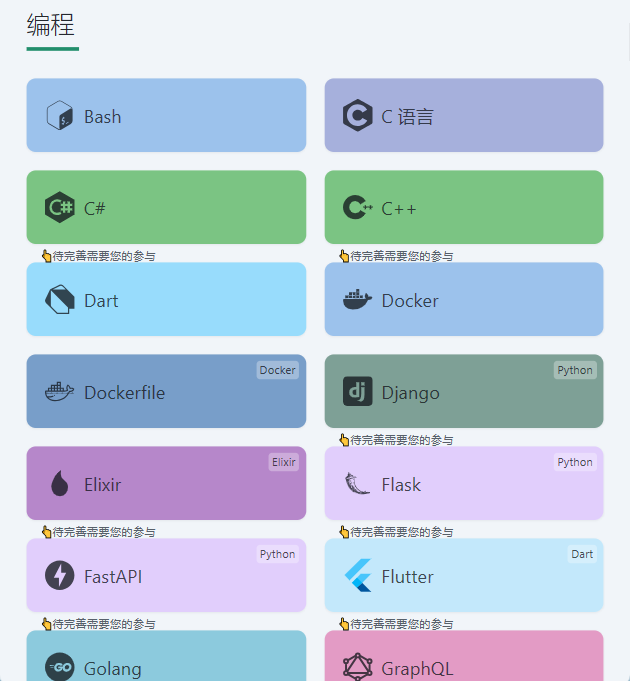 编程
Bash
C 语言
C#
C++
👆待完善需要您的参与
👆待完善需要您的参与
Dart
Docker
Docker
Dockerfile
Python
Django
👆待完善需要您的参与
Elixir
Elixir
Python
Flask
👆待完善需要您的参与
👆待完善需要您的参与
Python
FastAPI
Dart
Flutter
👆待完善需要您的参与
👆待完善需要您的参与
Golang
GraphQL